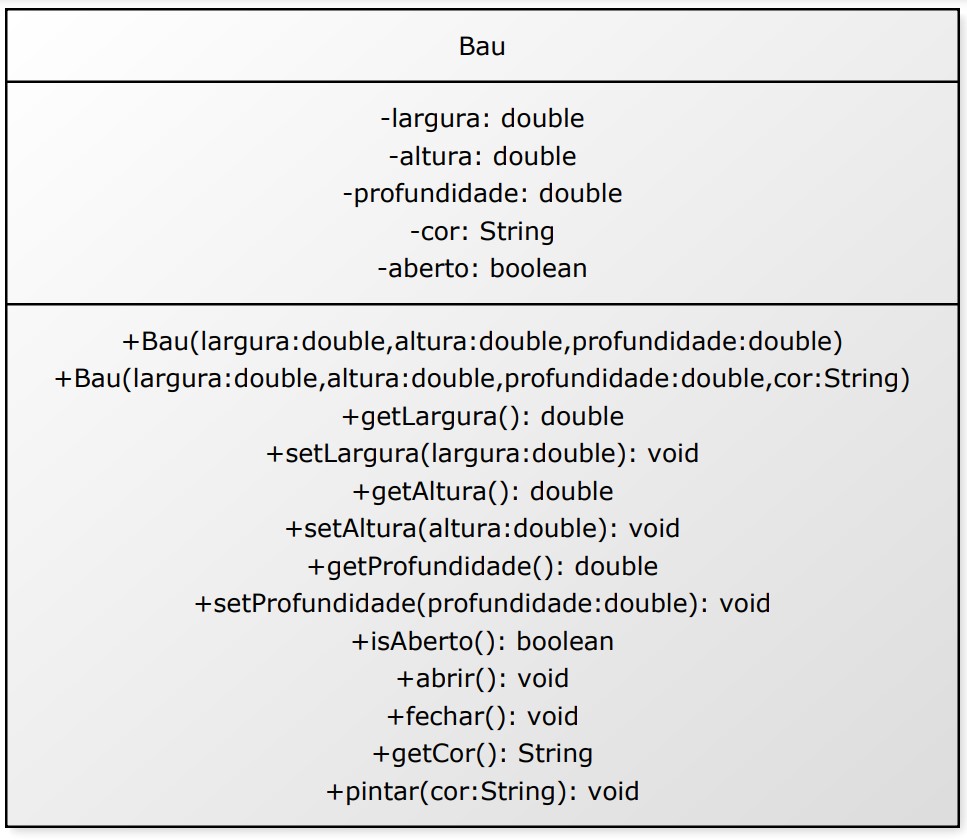 Bau
-largura: double
-altura: double
-profundidade: double
-cor: String
-aberto: boolean
+Bau(largura:double,altura:double,profundidade:double)
+Bau(largura:double,altura:double,profundidade:double,cor:String)
+getLargura(): double
+setLargura(largura:double): void
+getAltura(): double
+setAltura(altura:double): void
+getProfundidade(): double
+setProfundidade(profundidade:double): void
+isAberto(): boolean
+abrir(): void
+fechar(): void
+getCor(): String
+pintar(cor:String): void